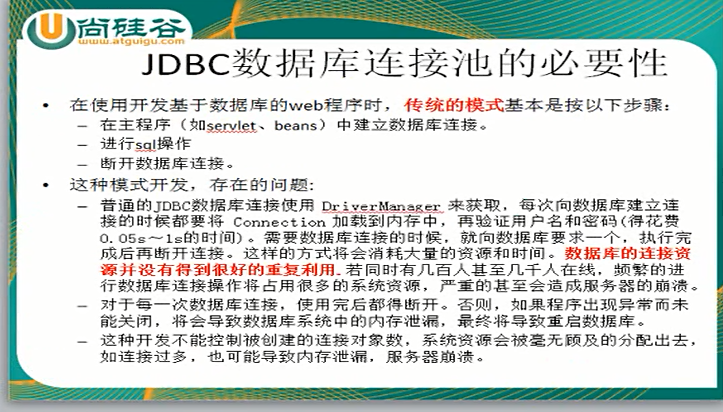 尚硅谷
www.atguigu.com
JDBC数据库连接池的必要性
• 在使用开发基于数据库的web程序时，传统的模式基本是按以下步骤：
– 在主程序（如servlet、beans）中建立数据库连接。
– 进行sql操作
– 断开数据库连接。
• 这种模式开发，存在的问题:
– 普通的JDBC数据库连接使用 DriverManager 来获取，每次向数据库建立连
接的时候都要将 Connection 加载到内存中，再验证用户名和密码(得花费
0.05s～1s的时间)。需要数据库连接的时候，就向数据库要求一个，执行完
成后再断开连接。这样的方式将会消耗大量的资源和时间。数据库的连接资
源并没有得到很好的重复利用.若同时有几百人甚至几千人在线，频繁的进
行数据库连接操作将占用很多的系统资源，严重的甚至会造成服务器的崩溃。
– 对于每一次数据库连接，使用完后都得断开。否则，如果程序出现异常而未
能关闭，将会导致数据库系统中的内存泄漏，最终将导致重启数据库。
– 这种开发不能控制被创建的连接对象数，系统资源会被毫无顾及的分配出去，
如连接过多，也可能导致内存泄漏，服务器崩溃。